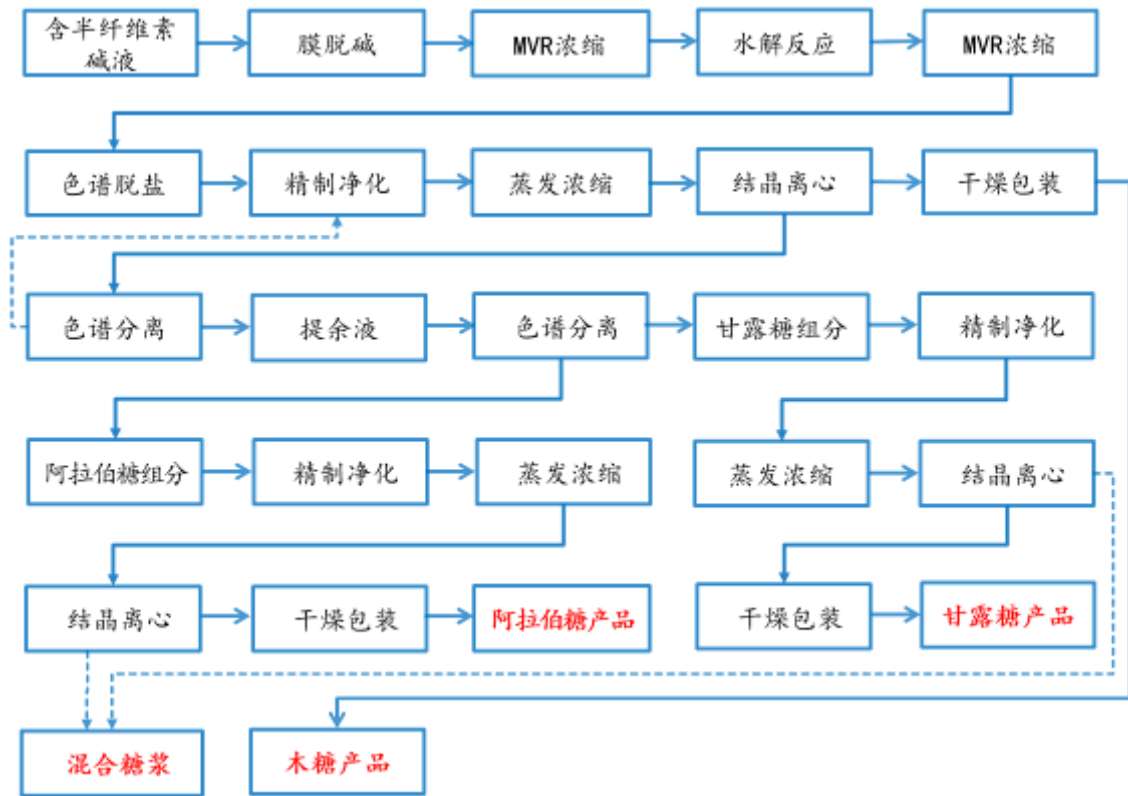 含半纤维素
碱液
膜脱碱
MVR浓缩
水解反应
MVR浓缩
色谱脱盐
精制净化
蒸发浓缩
结晶离心
干燥包装
色谱分离
提余液
色谱分离
甘露糖组分
精制净化
阿拉伯糖组分
精制净化
蒸发浓缩
蒸发浓缩
结晶离心
结晶离心
干燥包装
阿拉伯糖产品
干燥包装
甘露糖产品
混合糖浆
木糖产品